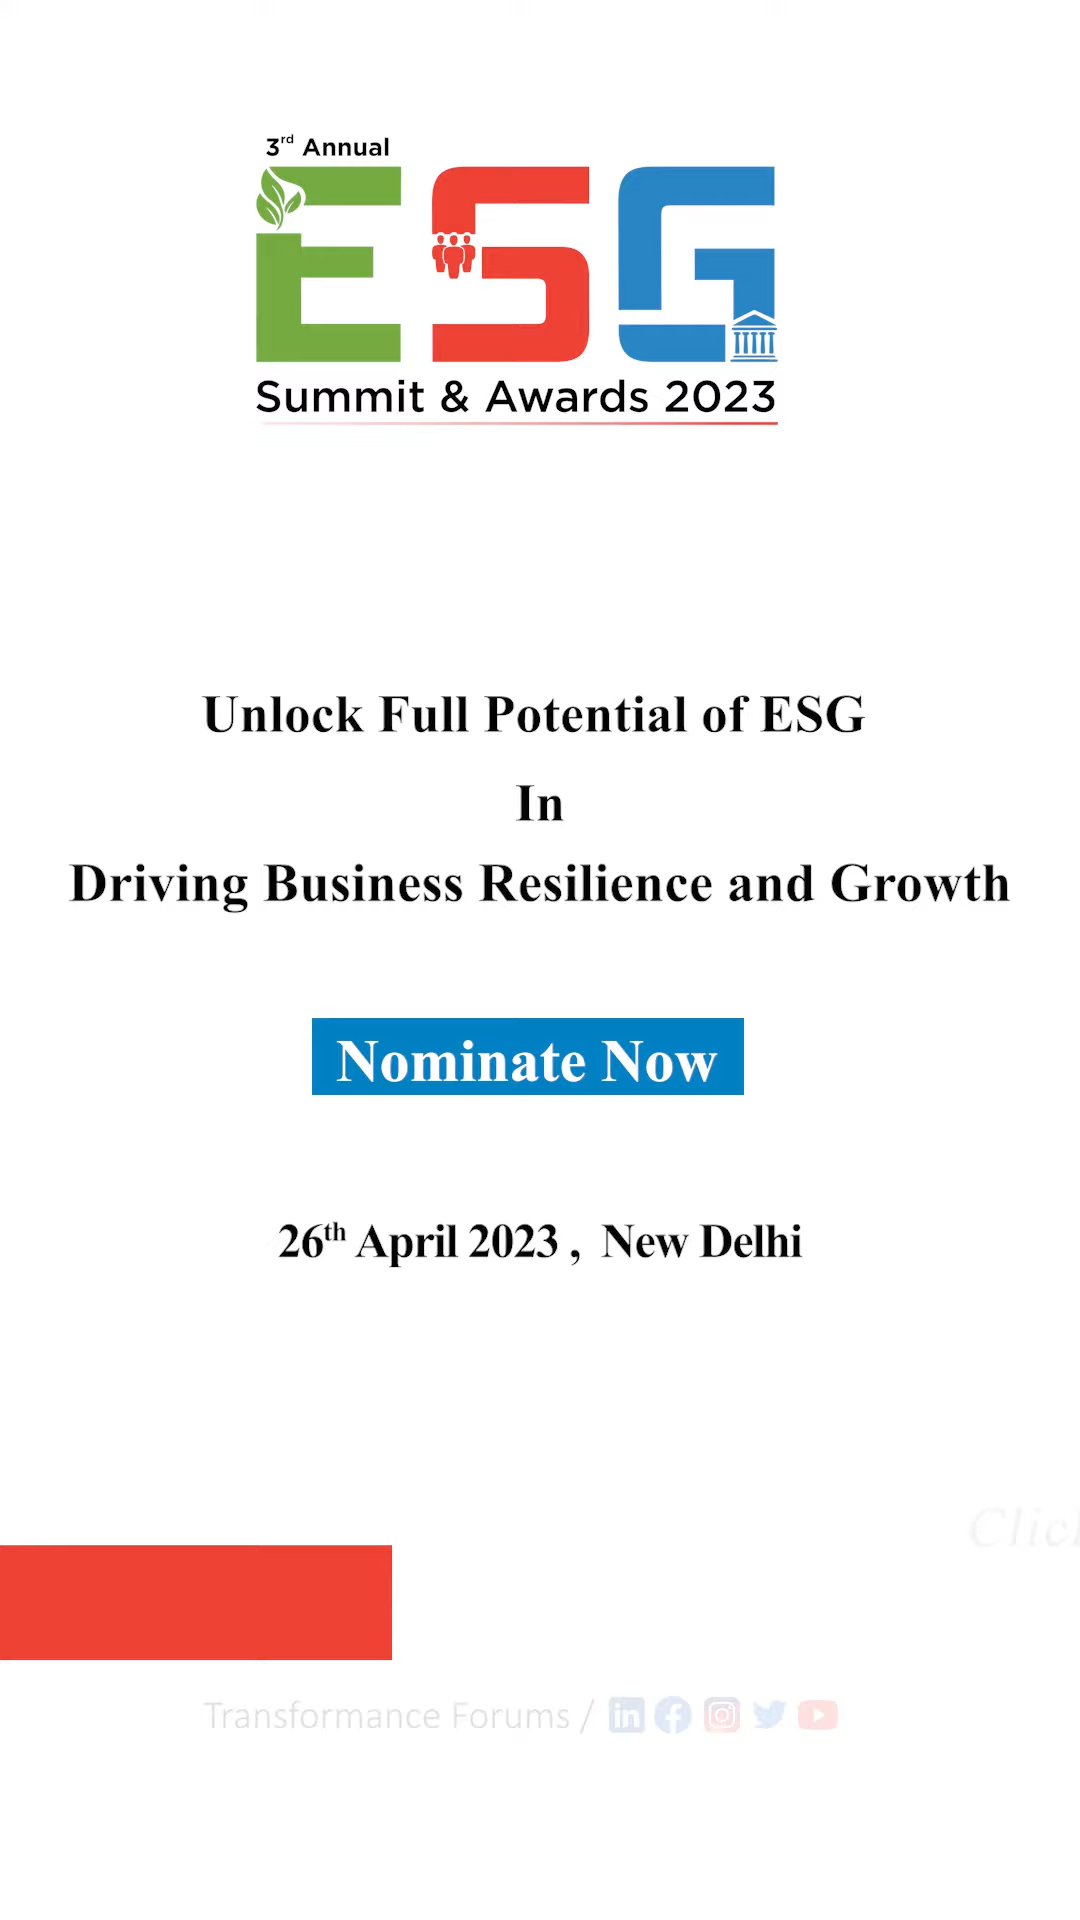 3rd Annual
ESG
Summit & Awards 2023
Unlock Full Potential of ESG
In
Driving Business Resilience and Growth
Nominate Now
26th April 2023 , New Delhi
Transformance Forums /